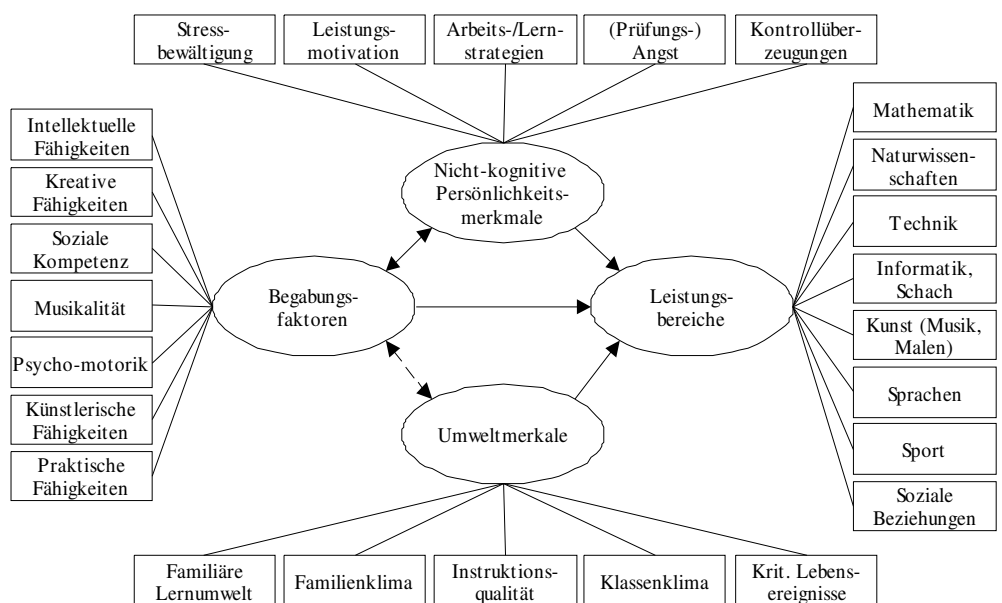 Stress-
bewältigung
Leistungs-
motivation
Arbeits-/Lern-
strategien
(Prüfungs-)
Angst
Kontrollüber-
zeugungen
Intellektuelle
Fähigkeiten
Kreative
Fähigkeiten
Soziale
Kompetenz
Musikalität
Psycho-motorik
Künstlerische
Fähigkeiten
Praktische
Fähigkeiten
Nicht-kognitive
Persönlichkeits-
merkmale
Begabungs-
faktoren
Leistungs-
bereiche
Umweltmerkale
Mathematik
Naturwissen-
schaften
Technik
Informatik,
Schach
Kunst (Musik,
Malen)
Sprachen
Sport
Soziale
Beziehungen
Familiäre
Lernumwelt
Familienklima
Instruktions-
qualität
Klassenklima
Krit. Lebens-
ereignisse